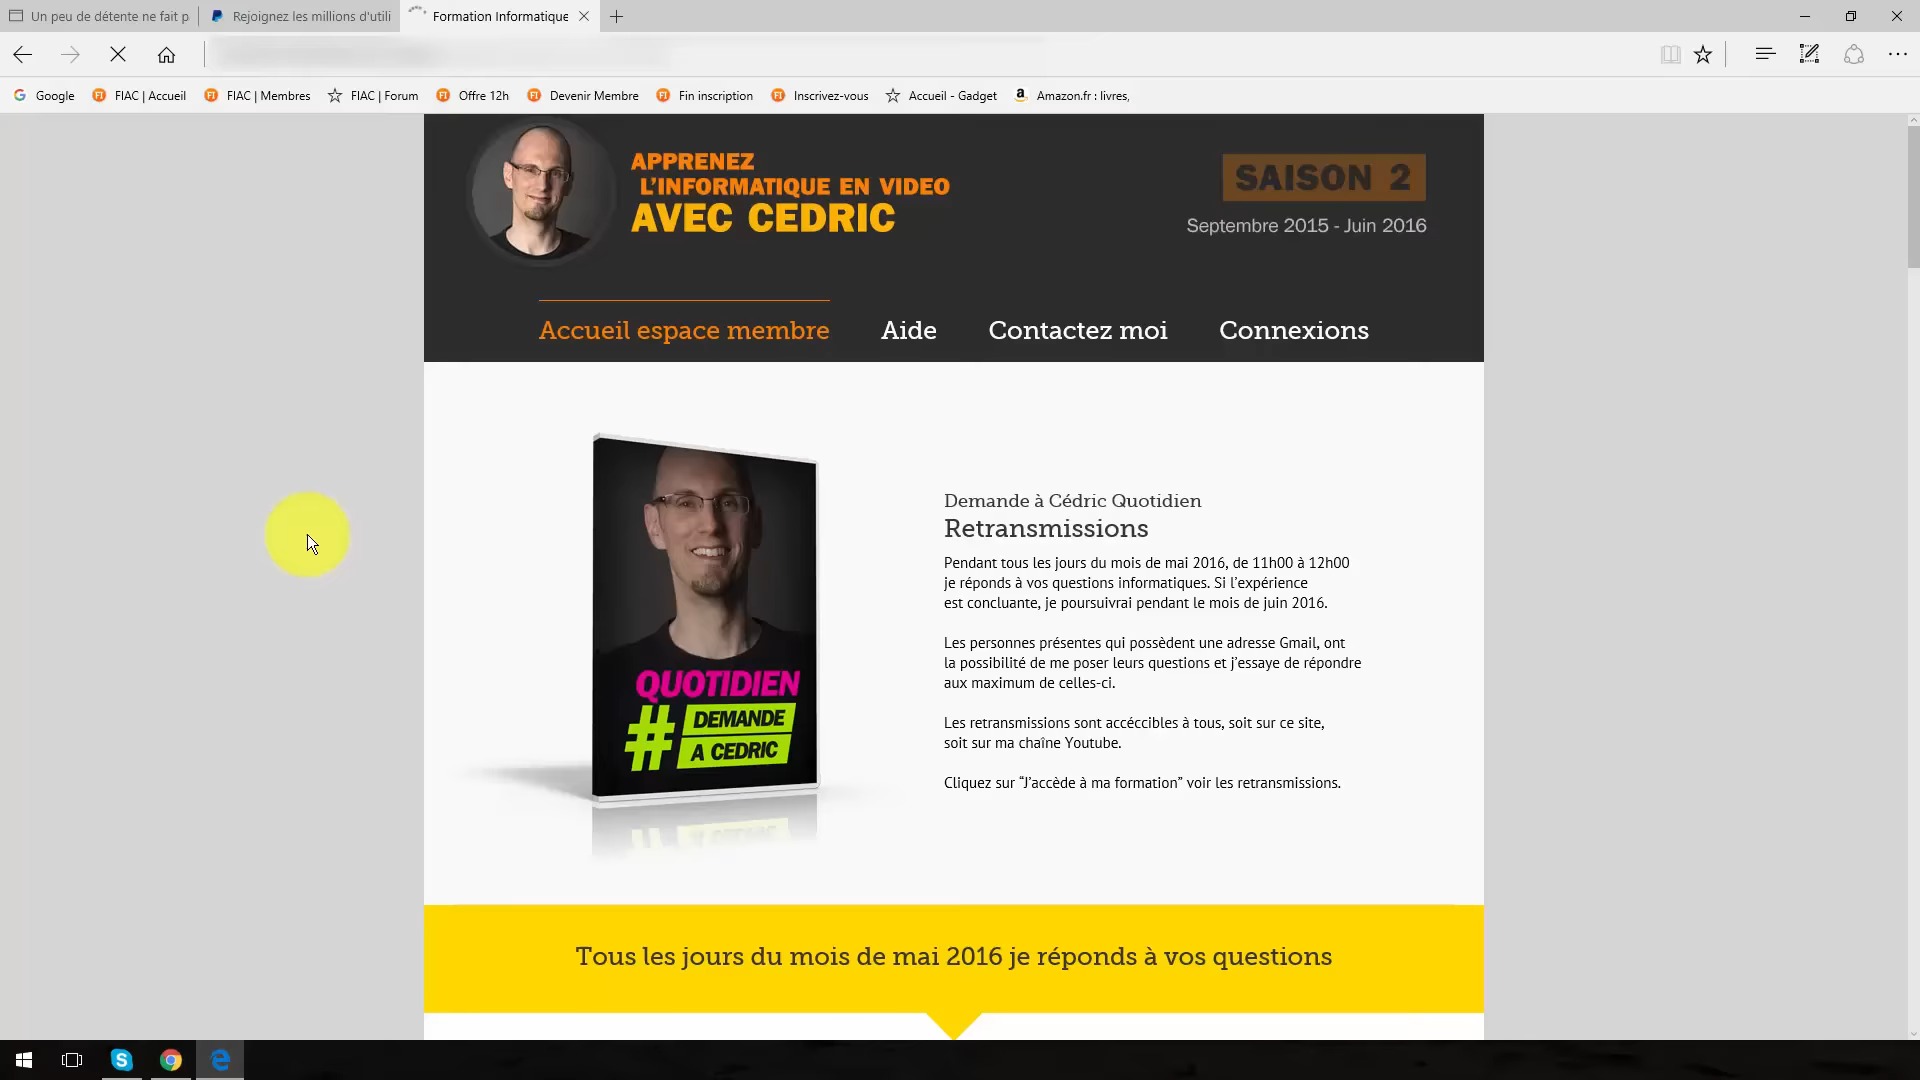 Un peu de détente ne fait p
Rejoignez les millions d'utili
Formation Informatique
Google
FIAC | Accueil
FIAC | Membres
FIAC | Forum
Offre 12h
Devenir Membre
Fin inscription
Inscrivez-vous
Accueil - Gadget
Amazon.fr : livres,
APPRENEZ
L'INFORMATIQUE EN VIDEO
AVEC CEDRIC
SAISON 2
Septembre 2015 - Juin 2016
Accueil espace membre
Aide
Contactez moi
Connexions
QUOTIDIEN
#
DEMANDE
A CEDRIC
Demande à Cédric Quotidien
Retransmissions
Pendant tous les jours du mois de mai 2016, de 11h00 à 12h00
je réponds à vos questions informatiques. Si l'expérience
est concluante, je poursuivrai pendant le mois de juin 2016.
Les personnes présentes qui possèdent une adresse Gmail, ont
la possibilité de me poser leurs questions et j'essaye de répondre
aux maximum de celles-ci.
Les retransmissions sont accéccibles à tous, soit sur ce site,
soit sur ma chaîne Youtube.
Cliquez sur “J'accède à ma formation” voir les retransmissions.
Tous les jours du mois de mai 2016 je réponds à vos questions